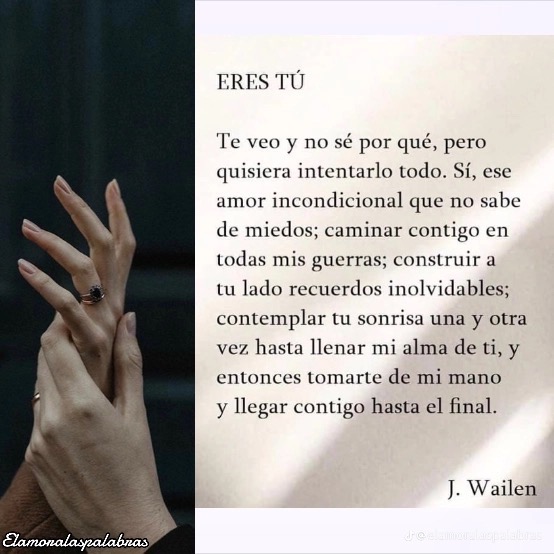 ERES TÚ
Te veo y no sé por qué, pero
quisiera intentarlo todo. Sí, ese
amor incondicional que no sabe
de miedos; caminar contigo en
todas mis guerras; construir a
tu lado recuerdos inolvidables;
contemplar tu sonrisa una y otra
vez hasta llenar mi alma de ti, y
entonces tomarte de mi mano
y llegar contigo hasta el final.
J. Wailen
Elamoralaspalabras
@elamoralaspalabras